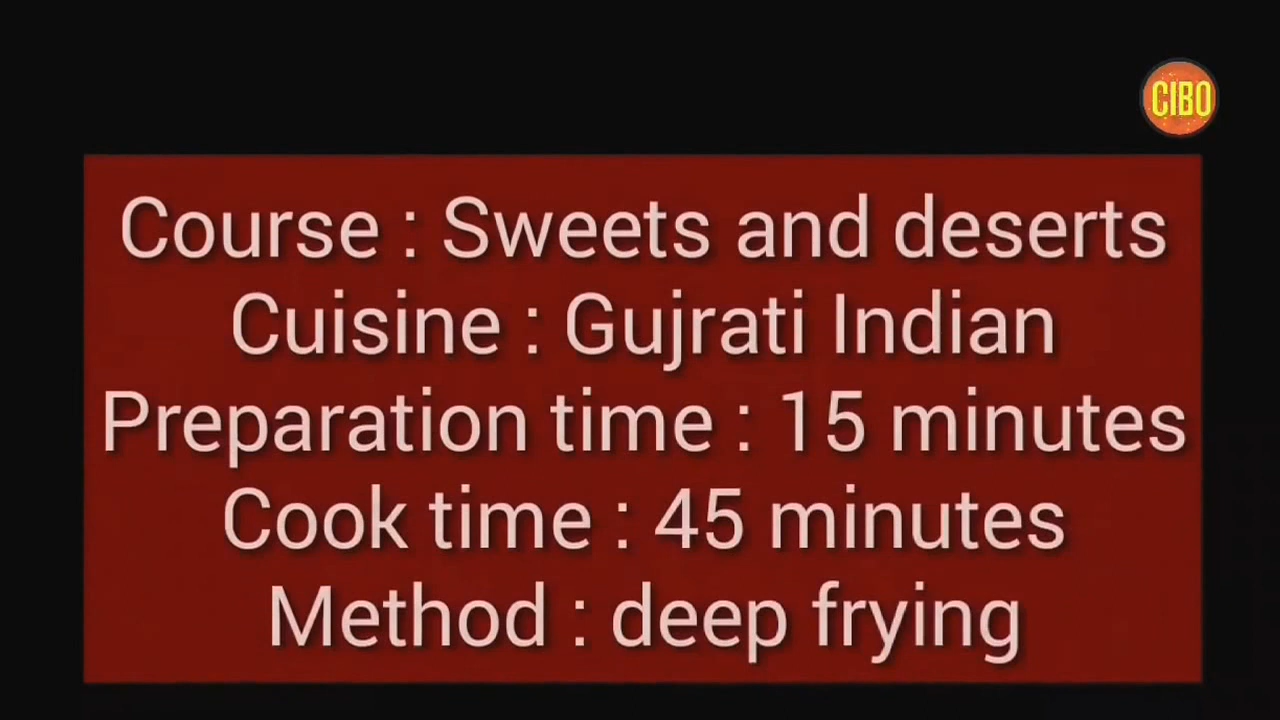 CIBO
Course : Sweets and deserts
Cuisine : Gujrati Indian
Preparation time : 15 minutes
Cook time : 45 minutes
Method : deep frying